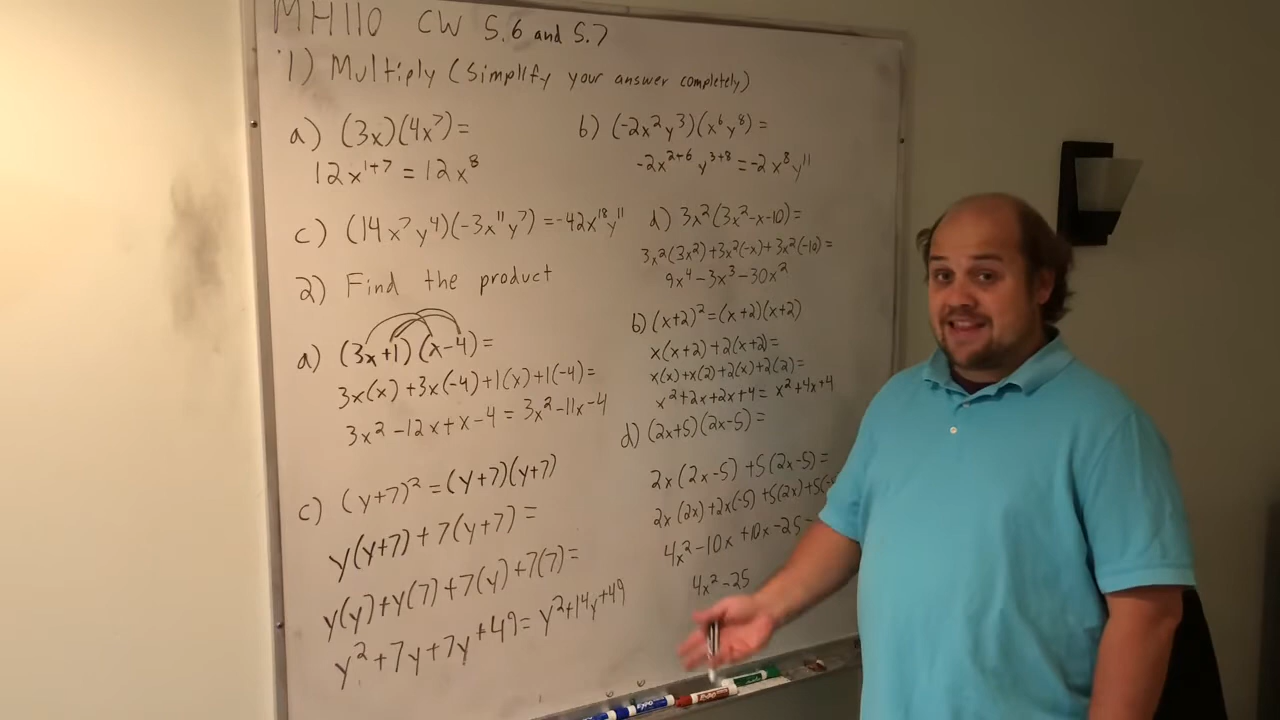 MH110 CW 5.6 and 5.7
1) Multiply (Simplify your answer completely)
a) (3x)(4x⁷)=
12x¹⁺⁷ = 12x⁸
b) (-2x²y³)(x⁶y⁸) =
-2x²⁺⁶ y³⁺⁸ = -2x⁸y¹¹
c) (14x⁷y⁴)(-3x¹¹y⁷) = -42x¹⁸y¹¹
d) 3x²(3x²-x-10)=
3x²(3x²)+3x²(-x)+3x²(-10)=
9x⁴-3x³-30x²
2) Find the product
a) (3x+1)(x-4)=
3x(x)+3x(-4)+1(x)+1(-4)=
3x²-12x+x-4 = 3x²-11x-4
b) (x+2)²=(x+2)(x+2)
x(x+2)+2(x+2)=
x(x)+x(2)+2(x)+2(2)=
x²+2x+2x+4= x²+4x+4
c) (y+7)²=(y+7)(y+7)
y(y+7)+7(y+7)=
y(y)+y(7)+7(y)+7(7)=
y²+7y+7y+49= y²+14y+49
d) (2x+5)(2x-5)=
2x(2x-5)+5(2x-5)=
2x(2x)+2x(-5)+5(2x)+5(-
4x²-10x+10x-25=
4x²-25